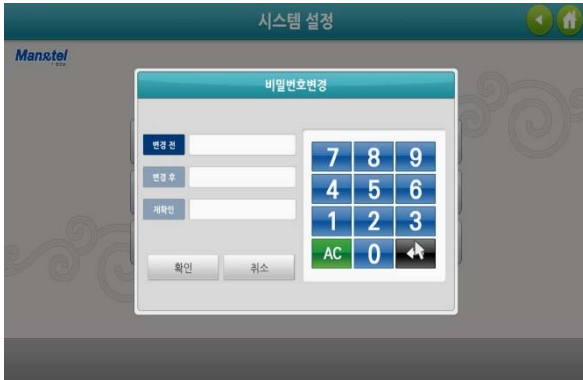 시스템 설정
Man&tel
비밀번호변경
변경 전
변경 후
재확인
확인 취소
7 8 9
4 5 6
1 2 3
AC 0